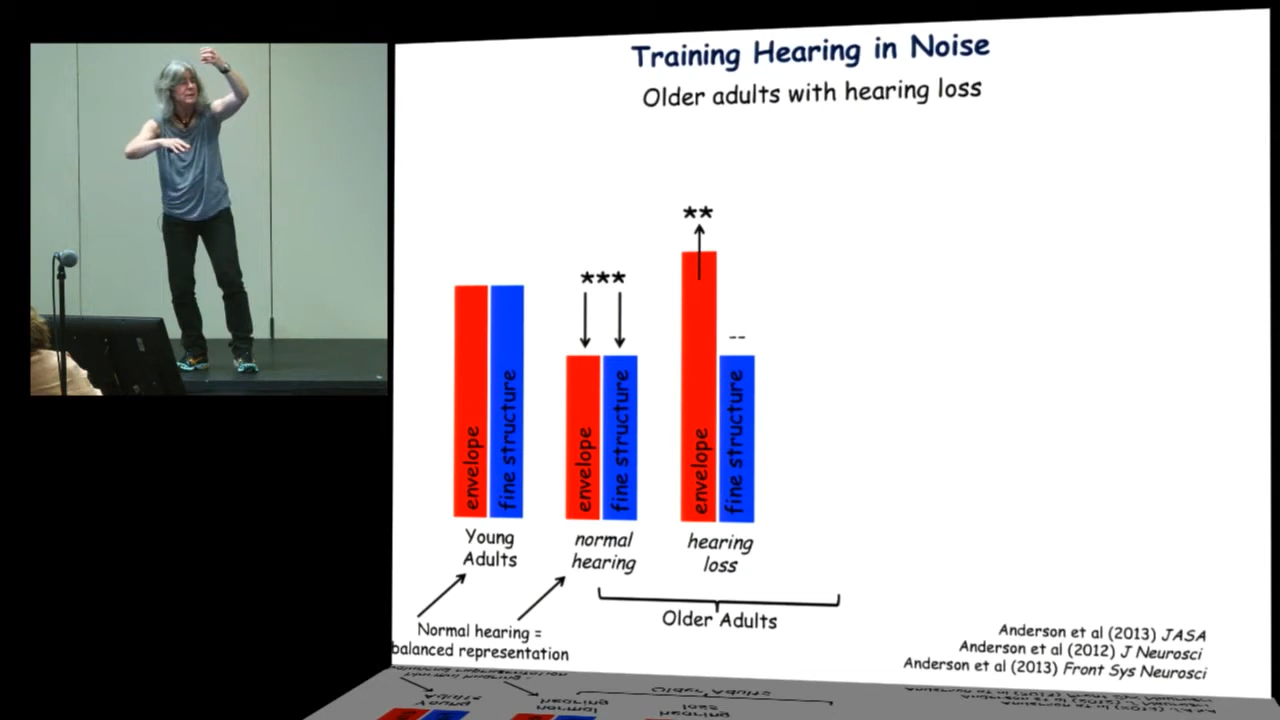 Training Hearing in Noise
Older adults with hearing loss
**
***
--
envelope
fine structure
envelope
fine structure
envelope
fine structure
Young
Adults
normal
hearing
hearing
loss
Older Adults
Normal hearing =
balanced representation
Anderson et al (2013) JASA
Anderson et al (2012) J Neurosci
Anderson et al (2013) Front Sys Neurosci